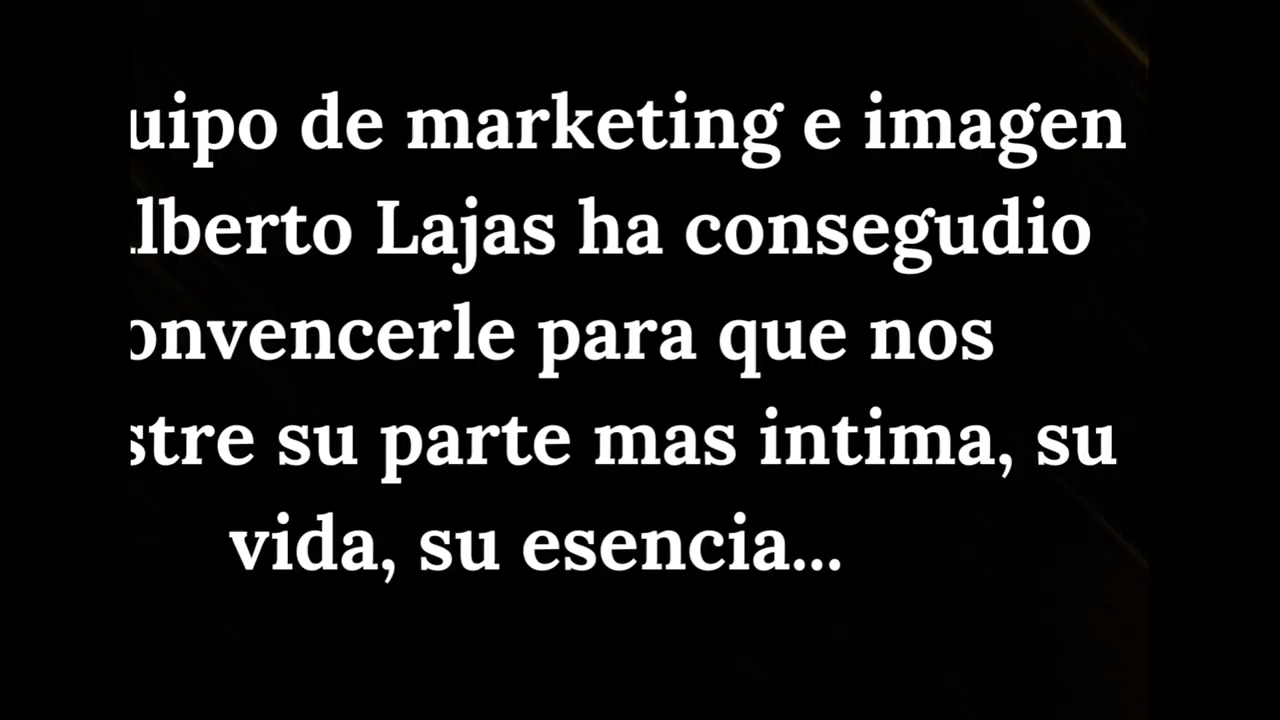 uipo de marketing e imagen
lberto Lajas ha consegudio
onvencerle para que nos
stre su parte mas intima, su
vida, su esencia...